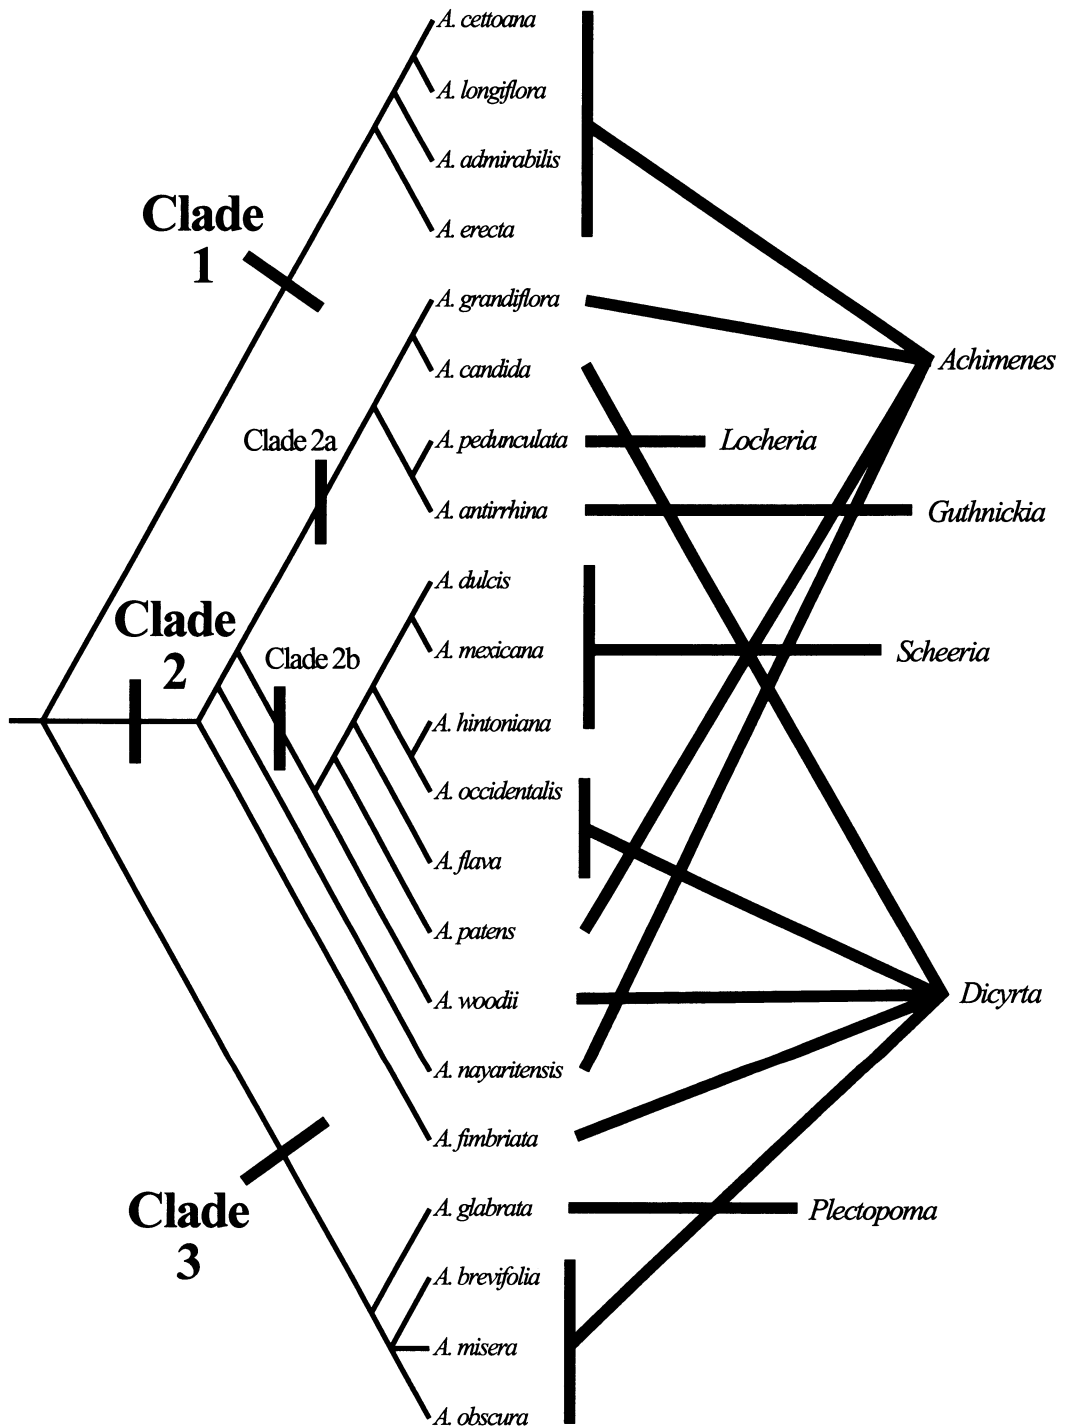 A. cettoana
A. longiflora
A. admirabilis
Clade
1
A. erecta
A. grandiflora
Achimenes
A. candida
Clade 2a
A. pedunculata
Locheria
A. antirrhina
Guthnickia
A. dulcis
Clade
2
Clade 2b
A. mexicana
Scheeria
A. hintoniana
A. occidentalis
A. flava
A. patens
A. woodii
Dicyrta
A. nayaritensis
A. fimbriata
Clade
3
A. glabrata
Plectopoma
A. brevifolia
A. misera
A. obscura